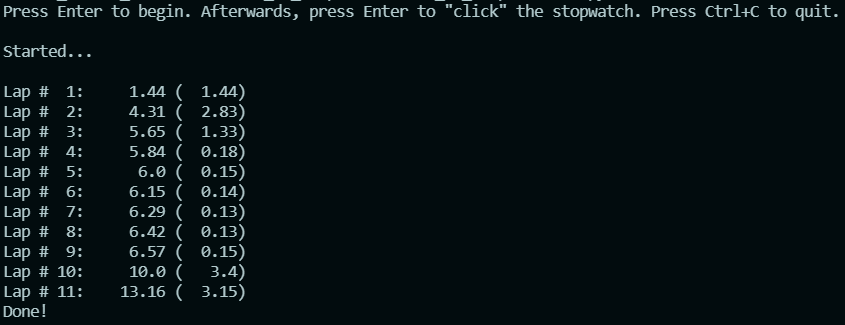 Press Enter to begin. Afterwards, press Enter to "click" the stopwatch. Press Ctrl+C to quit.
Started...
Lap #  1:     1.44 (  1.44)
Lap #  2:     4.31 (  2.83)
Lap #  3:     5.65 (  1.33)
Lap #  4:     5.84 (  0.18)
Lap #  5:      6.0 (  0.15)
Lap #  6:     6.15 (  0.14)
Lap #  7:     6.29 (  0.13)
Lap #  8:     6.42 (  0.13)
Lap #  9:     6.57 (  0.15)
Lap # 10:     10.0 (   3.4)
Lap # 11:    13.16 (  3.15)
Done!